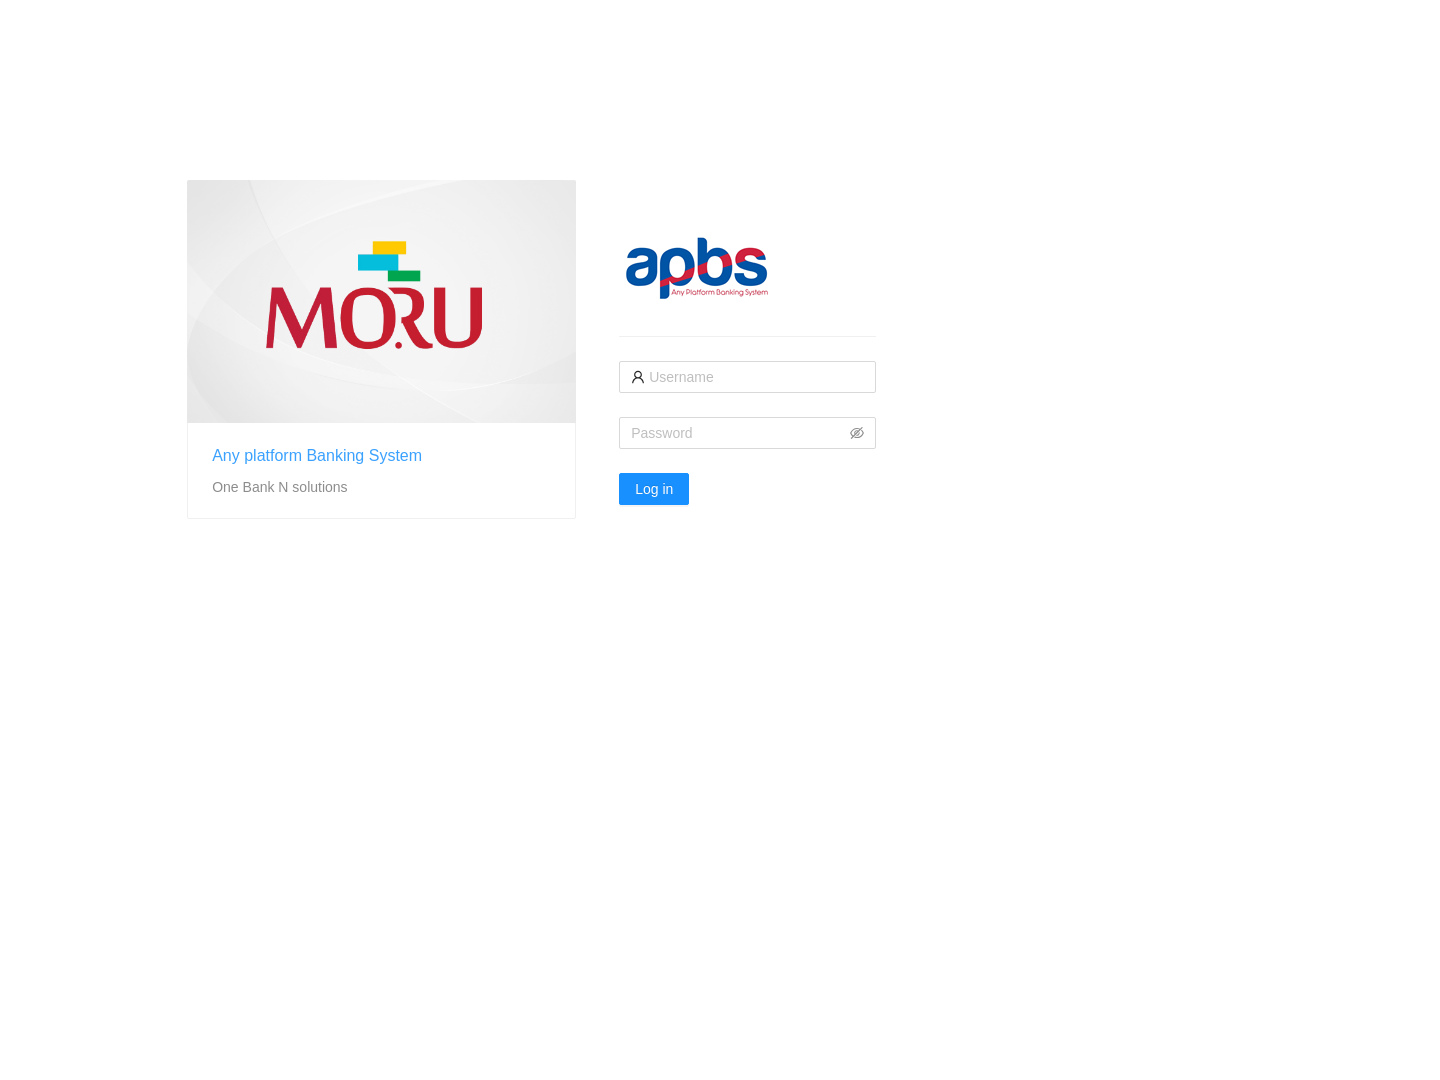 MORU
Any platform Banking System
One Bank N solutions
apbs
Any Platform Banking System
Username
Password
Log in